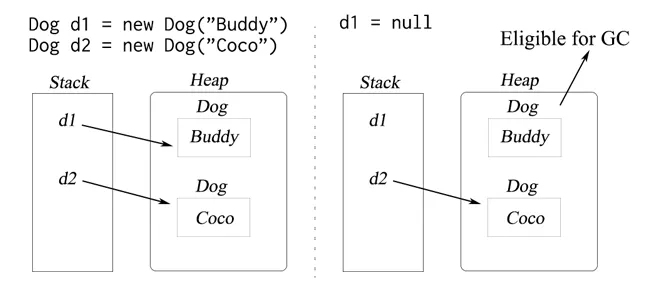 Dog d1 = new Dog(”Buddy”)
Dog d2 = new Dog(”Coco”)
Stack
Heap
d1
d2
Dog
Buddy
Dog
Coco
d1 = null
Eligible for GC
Stack
Heap
d1
d2
Dog
Buddy
Dog
Coco